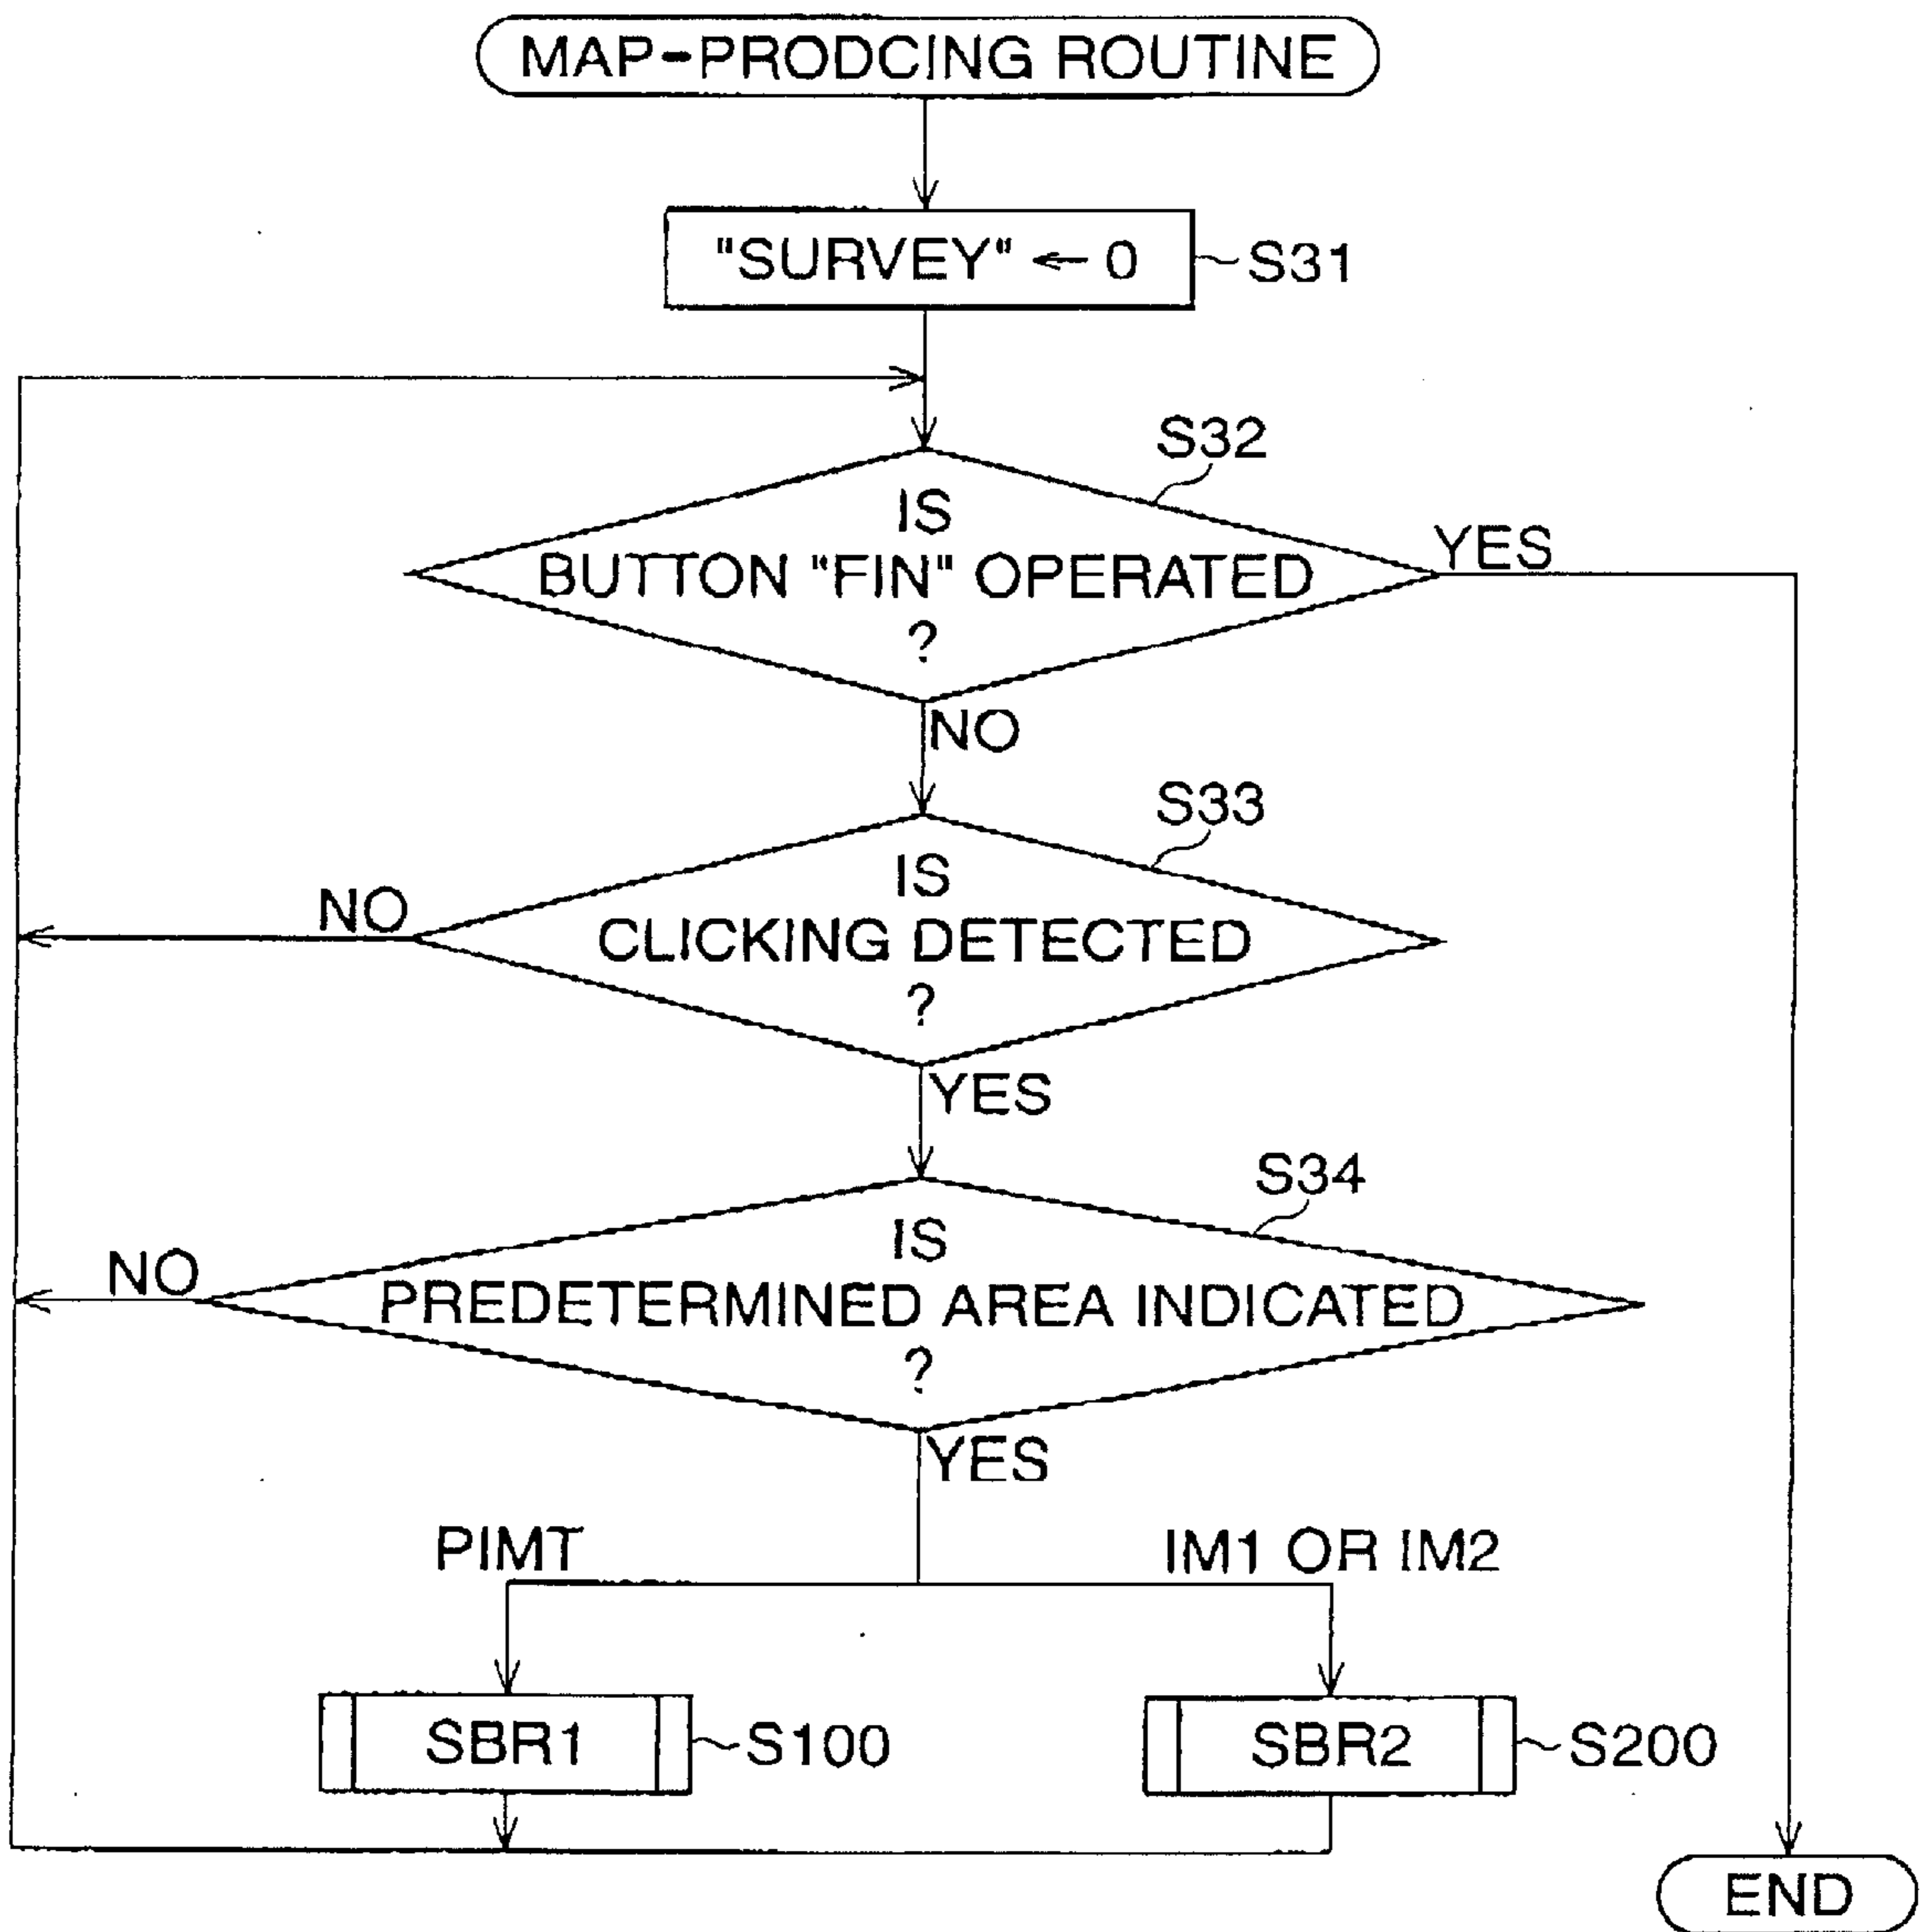 MAP-PRODCING ROUTINE
"SURVEY" ← 0
S31
S32
IS
BUTTON "FIN" OPERATED
?
YES
NO
S33
IS
CLICKING DETECTED
?
NO
YES
S34
IS
PREDETERMINED AREA INDICATED
?
NO
YES
PIMT
IM1 OR IM2
SBR1
S100
SBR2
S200
END